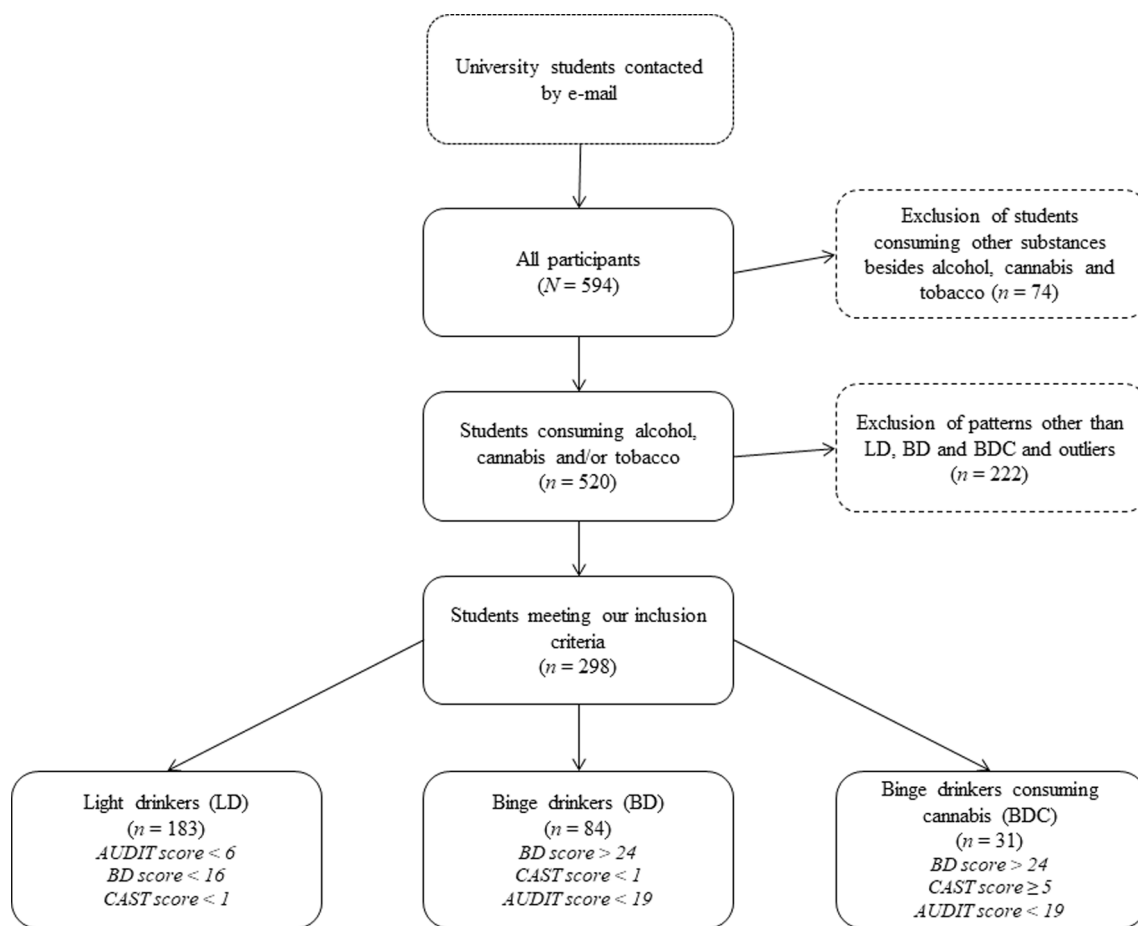 University students contacted
by e-mail
All participants
(N = 594)
Exclusion of students
consuming other substances
besides alcohol, cannabis and
tobacco (n = 74)
Students consuming alcohol,
cannabis and/or tobacco
(n = 520)
Exclusion of patterns other than
LD, BD and BDC and outliers
(n = 222)
Students meeting our inclusion
criteria
(n = 298)
Light drinkers (LD)
(n = 183)
AUDIT score < 6
BD score < 16
CAST score < 1
Binge drinkers (BD)
(n = 84)
BD score > 24
CAST score < 1
AUDIT score < 19
Binge drinkers consuming
cannabis (BDC)
(n = 31)
BD score > 24
CAST score ≥ 5
AUDIT score < 19